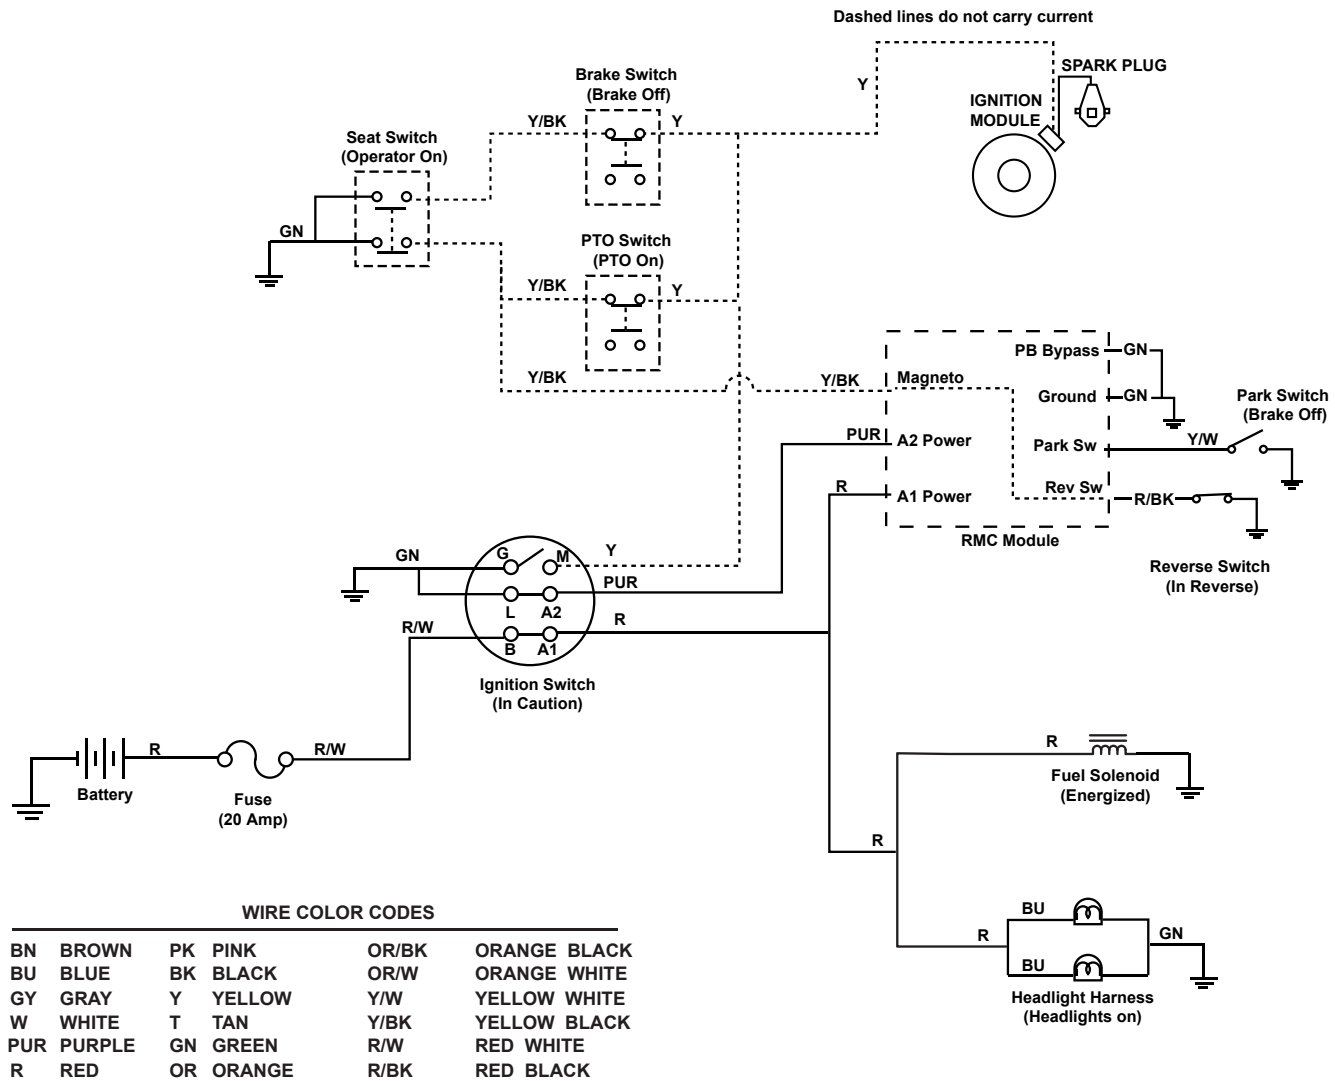 Dashed lines do not carry current
SPARK PLUG
IGNITION
MODULE
Y
Brake Switch
(Brake Off)
Y/BK
Y
Seat Switch
(Operator On)
GN
PTO Switch
(PTO On)
Y/BK
Y
Y/BK
Y/BK
Magneto
PB Bypass
GN
Ground
GN
Park Switch
(Brake Off)
PUR
A2 Power
Park Sw
Y/W
R
A1 Power
Rev Sw
R/BK
RMC Module
Reverse Switch
(In Reverse)
GN
G
M
Y
L
A2
PUR
R/W
B
A1
R
Ignition Switch
(In Caution)
R
R/W
Battery
Fuse
(20 Amp)
R
Fuel Solenoid
(Energized)
R
R
BU
BU
GN
Headlight Harness
(Headlights on)
WIRE COLOR CODES
BN BROWN PK PINK OR/BK ORANGE BLACK
BU BLUE BK BLACK OR/W ORANGE WHITE
GY GRAY Y YELLOW Y/W YELLOW WHITE
W WHITE T TAN Y/BK YELLOW BLACK
PUR PURPLE GN GREEN R/W RED WHITE
R RED OR ORANGE R/BK RED BLACK